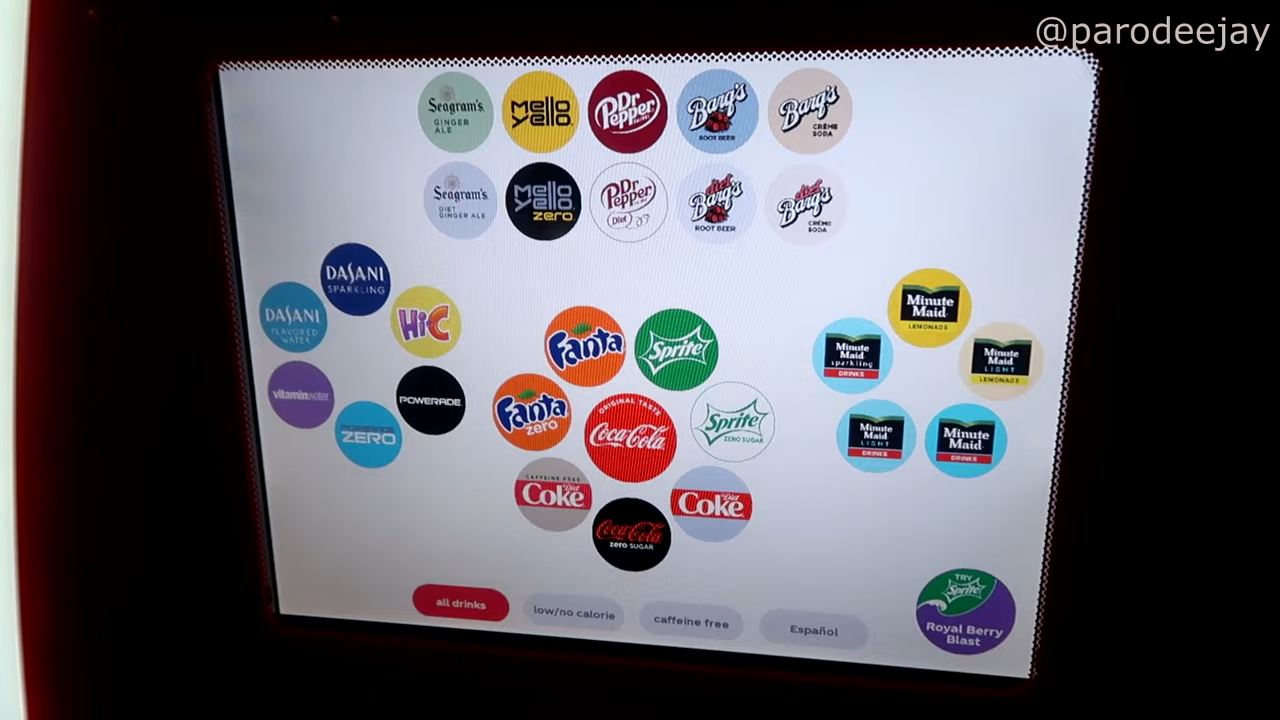 @parodeejay
Seagram's
GINGER
ALE
Mello
Yello
Dr
Pepper
Barq's
ROOT BEER
Barq's
CRÈME
SODA
Seagram's
DIET
GINGER ALE
Mello
Yello
zero
Dr
Pepper
Diet
diet
Barq's
ROOT BEER
diet
Barq's
CRÈME
SODA
DASANI
SPARKLING
DASANI
FLAVORED
WATER
Hi-C
vitaminwater
POWERADE
POWERADE
ZERO
Fanta
Sprite
Fanta
zero
ORIGINAL TASTE
Coca-Cola
Sprite
ZERO SUGAR
CAFFEINE FREE
Diet
Coke
Diet
Coke
Coca-Cola
zero SUGAR
Minute
Maid
LEMONADE
Minute
Maid
sparkling
DRINKS
Minute
Maid
LIGHT
LEMONADE
Minute
Maid
LIGHT
DRINKS
Minute
Maid
DRINKS
all drinks
low/no calorie
caffeine free
Español
TRY
Sprite
Royal Berry
Blast